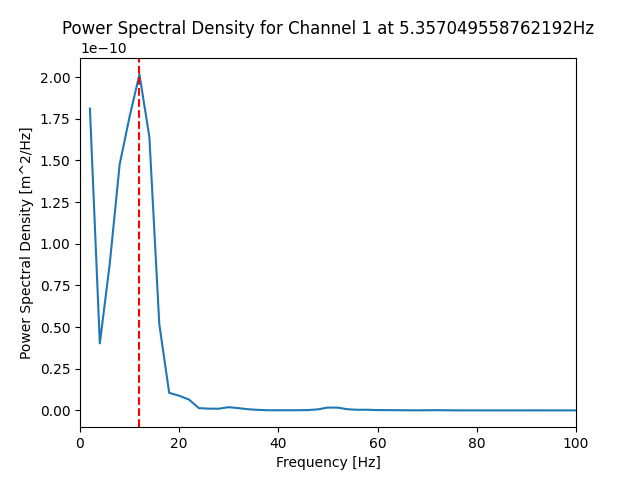 Power Spectral Density for Channel 1 at 5.357049558762192Hz
1e−10
2.00
1.75
1.50
1.25
1.00
0.75
0.50
0.25
0.00
Power Spectral Density [m^2/Hz]
0 20 40 60 80 100
Frequency [Hz]